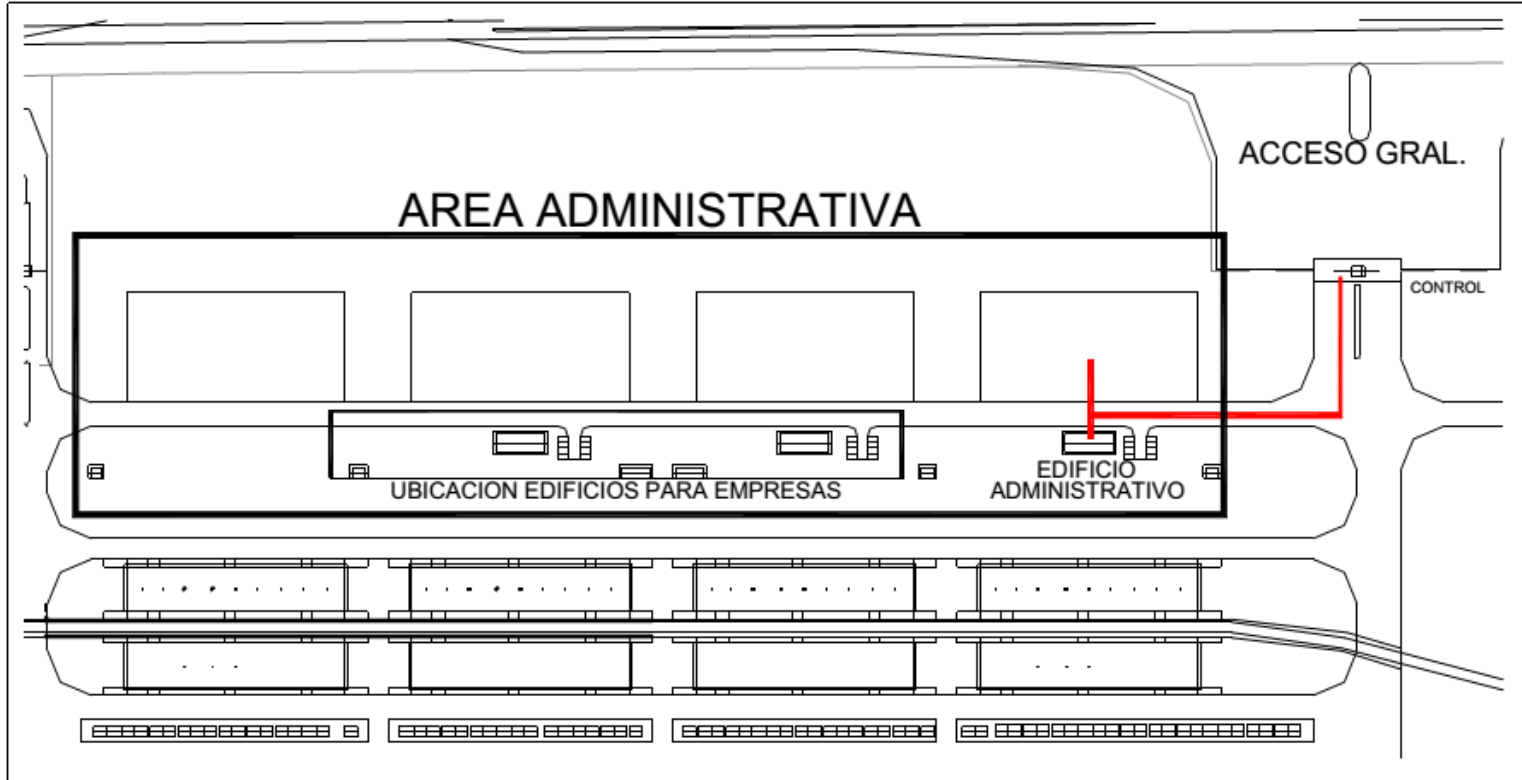 ACCESO GRAL.
AREA ADMINISTRATIVA
CONTROL
EDIFICIO
ADMINISTRATIVO
UBICACION EDIFICIOS PARA EMPRESAS